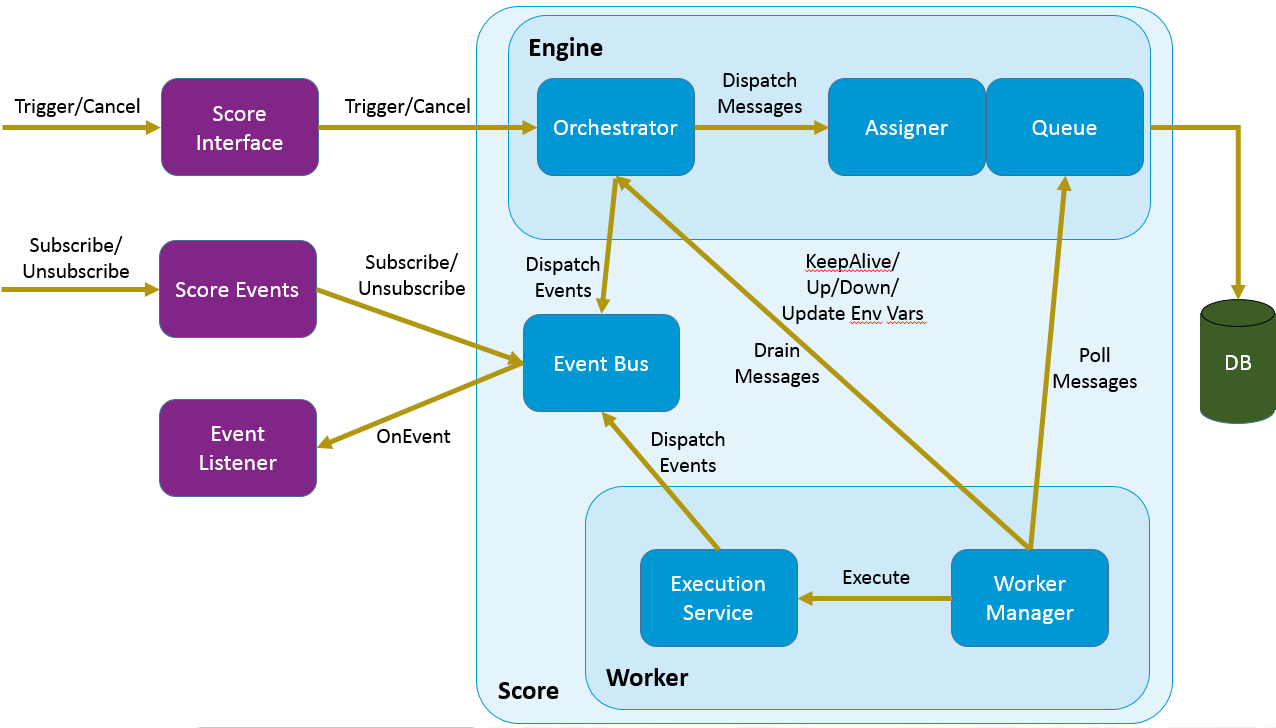 Engine
Trigger/Cancel
Score
Interface
Trigger/Cancel
Orchestrator
Dispatch
Messages
Assigner
Queue
Subscribe/
Unsubscribe
Score Events
Subscribe/
Unsubscribe
Dispatch
Events
KeepAlive/
Up/Down/
Update Env Vars
Drain
Messages
Poll
Messages
DB
Event Bus
Event
Listener
OnEvent
Dispatch
Events
Execution
Service
Execute
Worker
Manager
Worker
Score